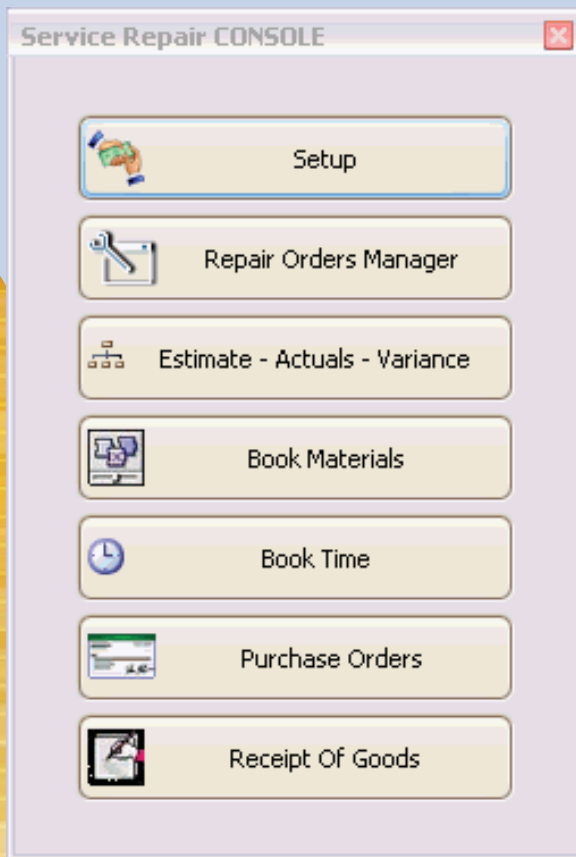 Service Repair CONSOLE
Setup
Repair Orders Manager
Estimate - Actuals - Variance
Book Materials
Book Time
Purchase Orders
Receipt Of Goods